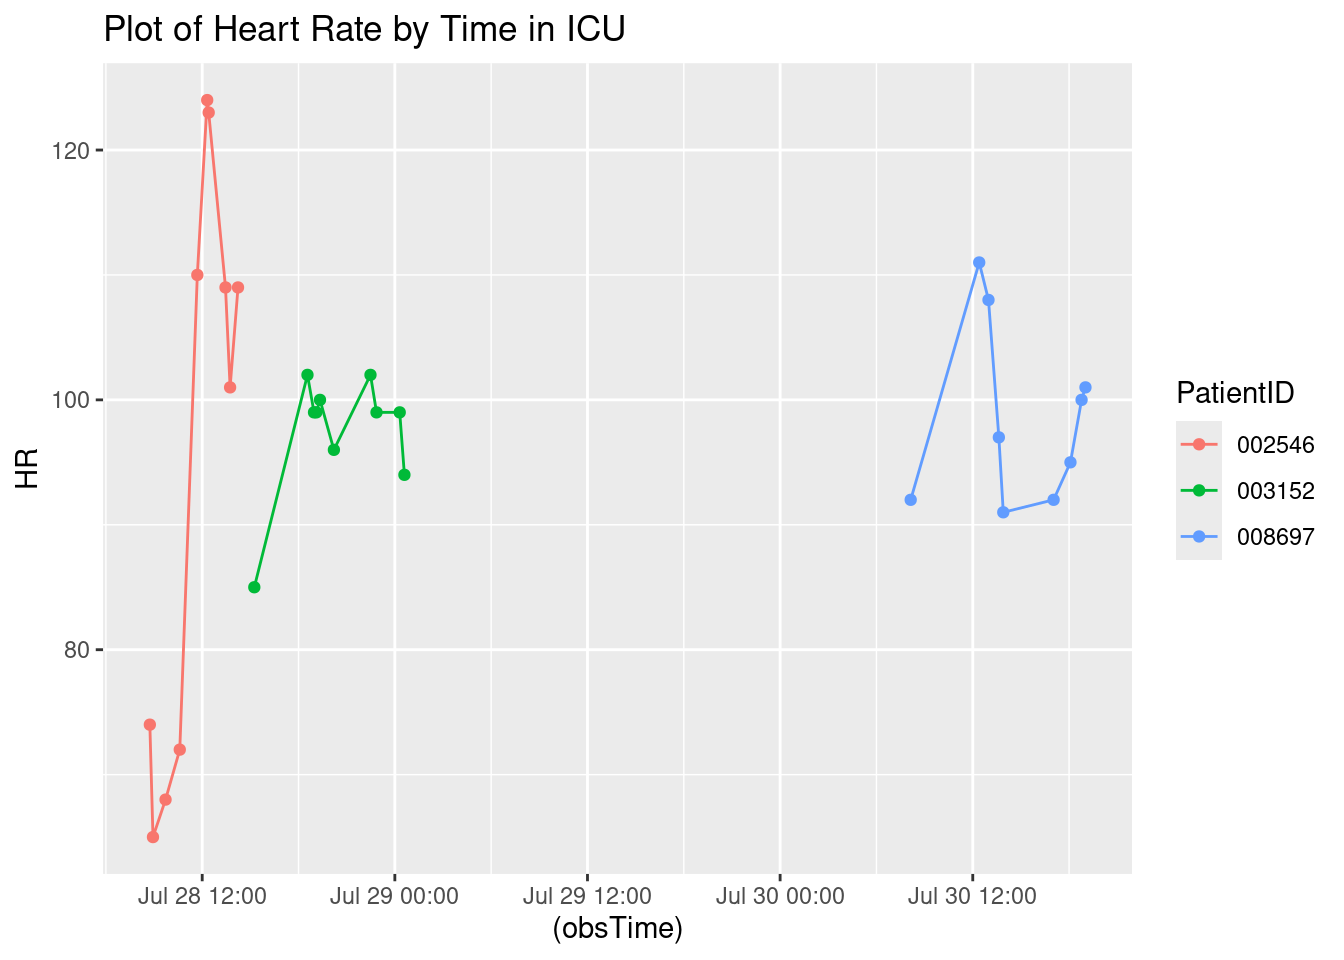 Plot of Heart Rate by Time in ICU
120
100
80
HR
Jul 28 12:00
Jul 29 00:00
Jul 29 12:00
Jul 30 00:00
Jul 30 12:00
(obsTime)
PatientID
002546
003152
008697